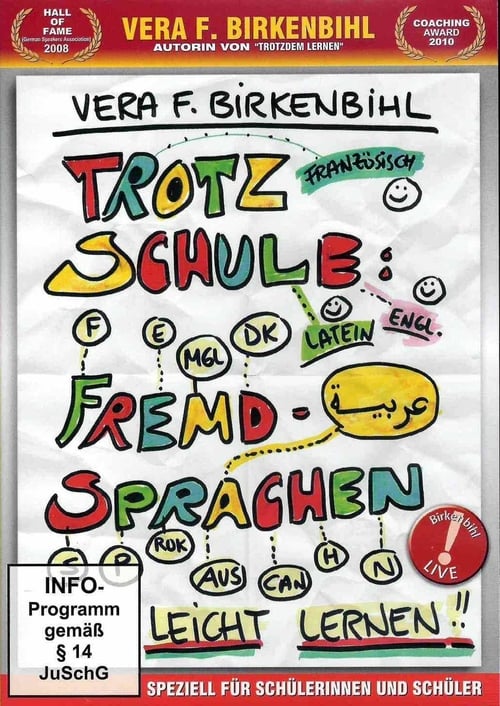 HALL OF FAME
(German Speakers Association)
2008
VERA F. BIRKENBIHL
AUTORIN VON "TROTZDEM LERNEN"
COACHING AWARD
2010
VERA F. BIRKENBIHL
TROTZ
FRANZÖSISCH
SCHULE:
LATEIN
ENGL.
F E MGL DK
FREMD-
عربية
SPRACHEN
S P ROK AUS CAN H N
LEICHT LERNEN!!
Birkenbihl
!
LIVE
INFO-
Programm
gemäß
§ 14
JuSchG
SPEZIELL FÜR SCHÜLERINNEN UND SCHÜLER